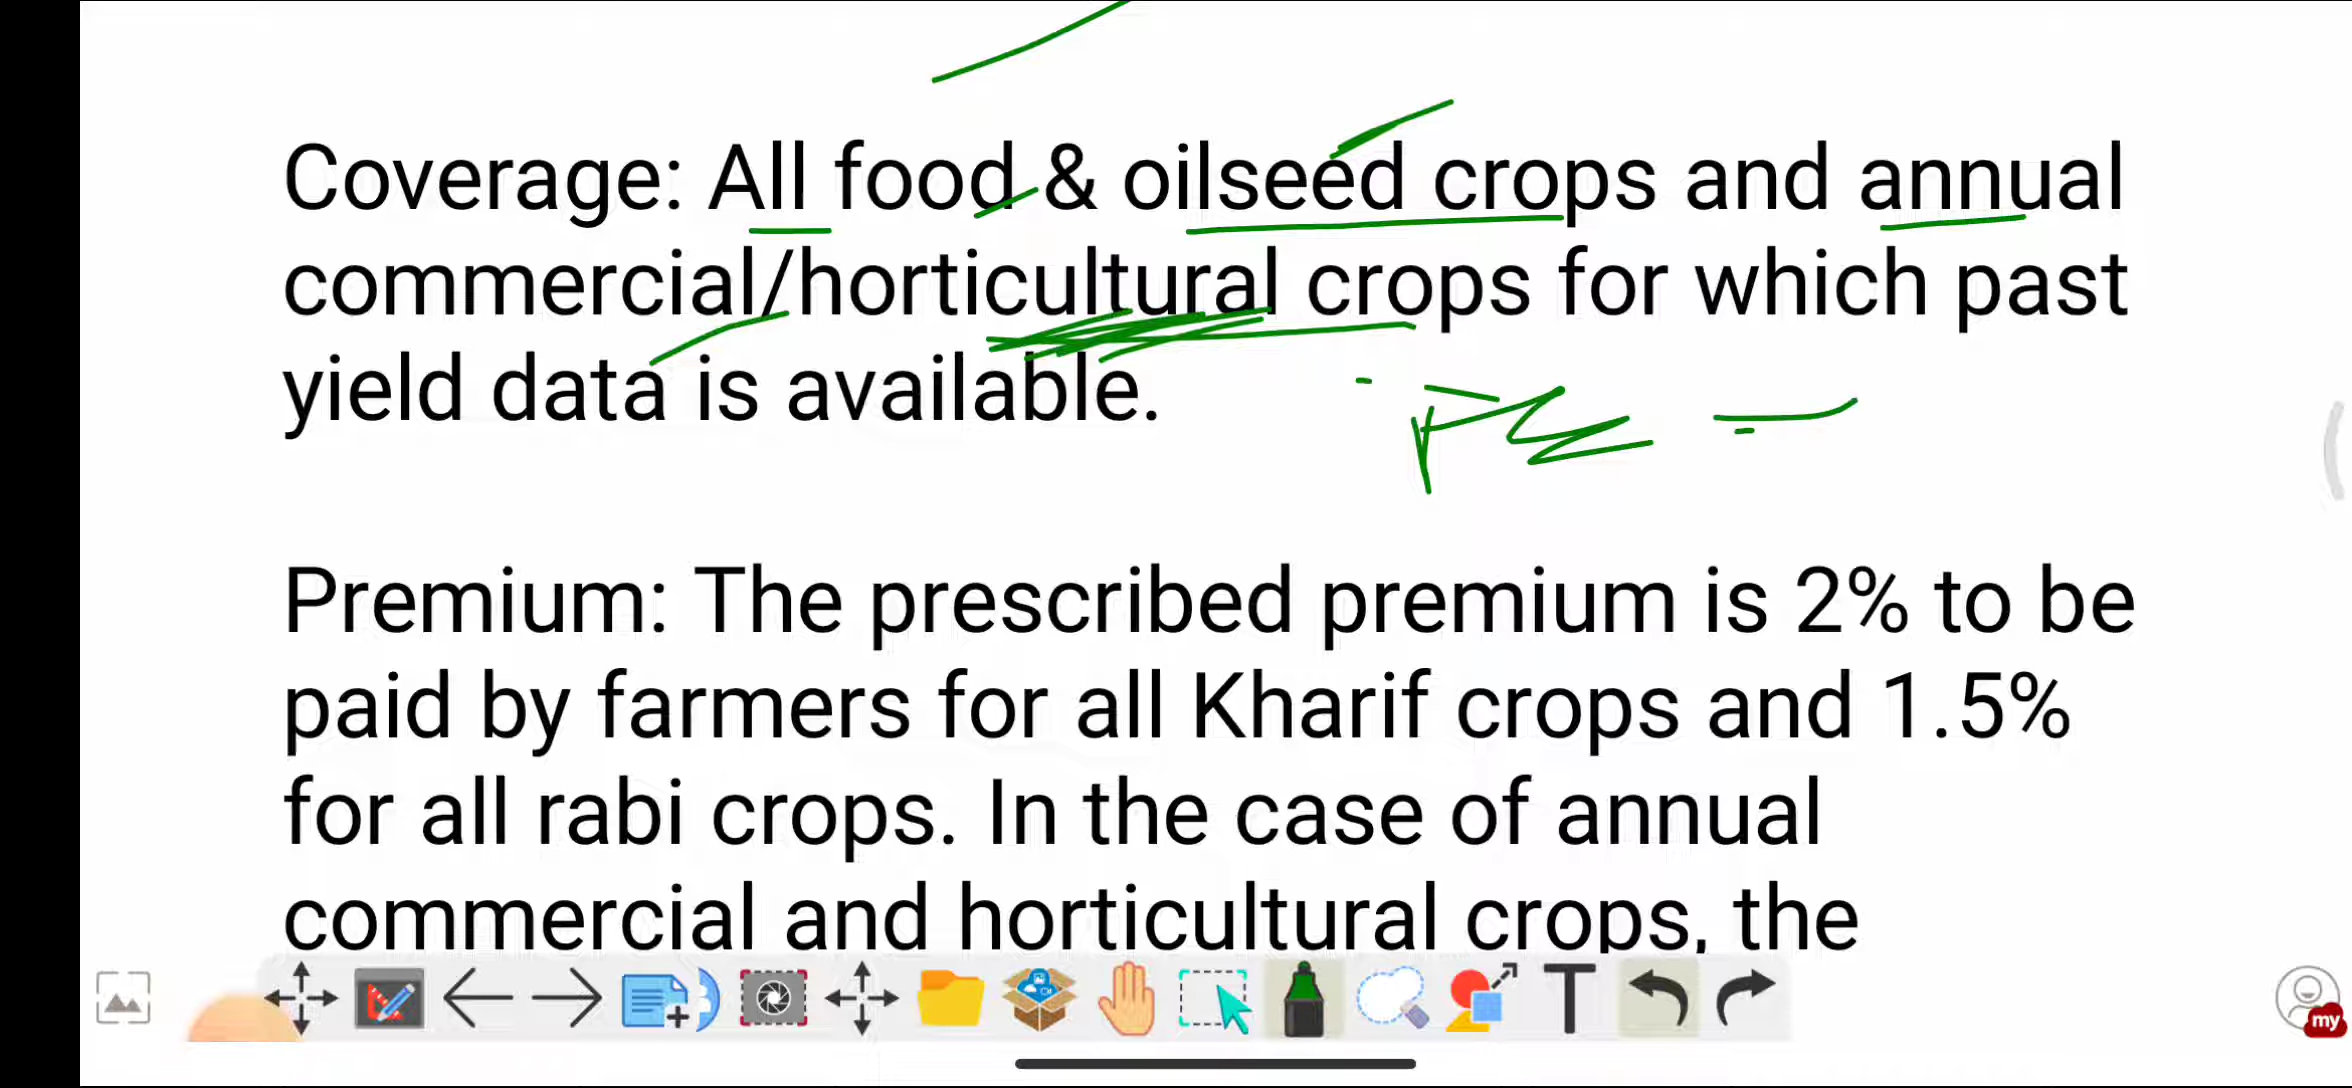 Coverage: All food & oilseed crops and annual
commercial/horticultural crops for which past
yield data is available.
Premium: The prescribed premium is 2% to be
paid by farmers for all Kharif crops and 1.5%
for all rabi crops. In the case of annual
commercial and horticultural crops, the
T
my